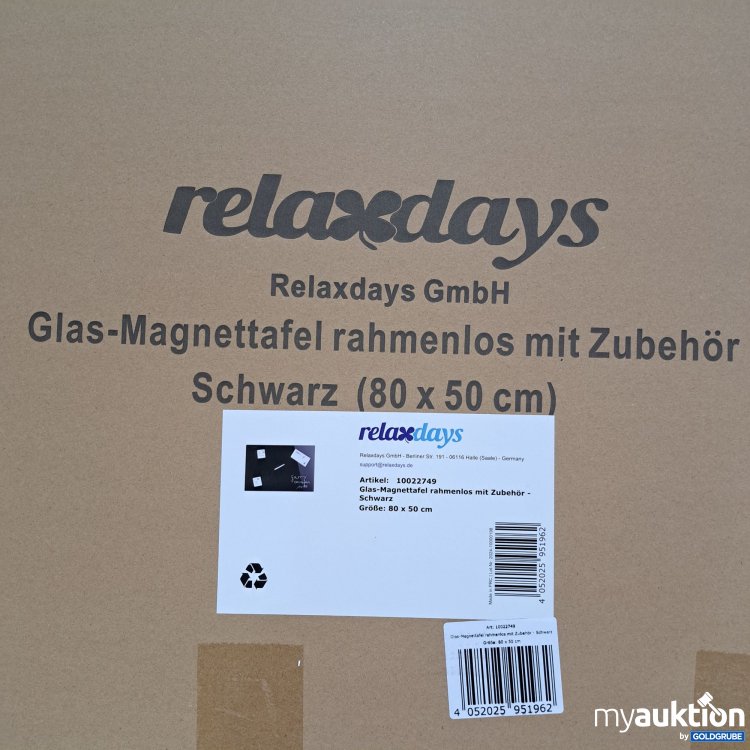 relaxdays
Relaxdays GmbH
Glas-Magnettafel rahmenlos mit Zubehör
Schwarz (80 x 50 cm)
relaxdays
Relaxdays GmbH - Berliner Str. 191 - 06116 Halle (Saale) - Germany
support@relaxdays.de
Artikel: 10022749
Glas-Magnettafel rahmenlos mit Zubehör -
Schwarz
Größe: 80 x 50 cm
Made in PRC
4 052025 951962
Art: 10022749
Glas-Magnettafel rahmenlos mit Zubehör - Schwarz
Größe: 80 x 50 cm
4 052025 951962
myauktion
by GOLDGRUBE